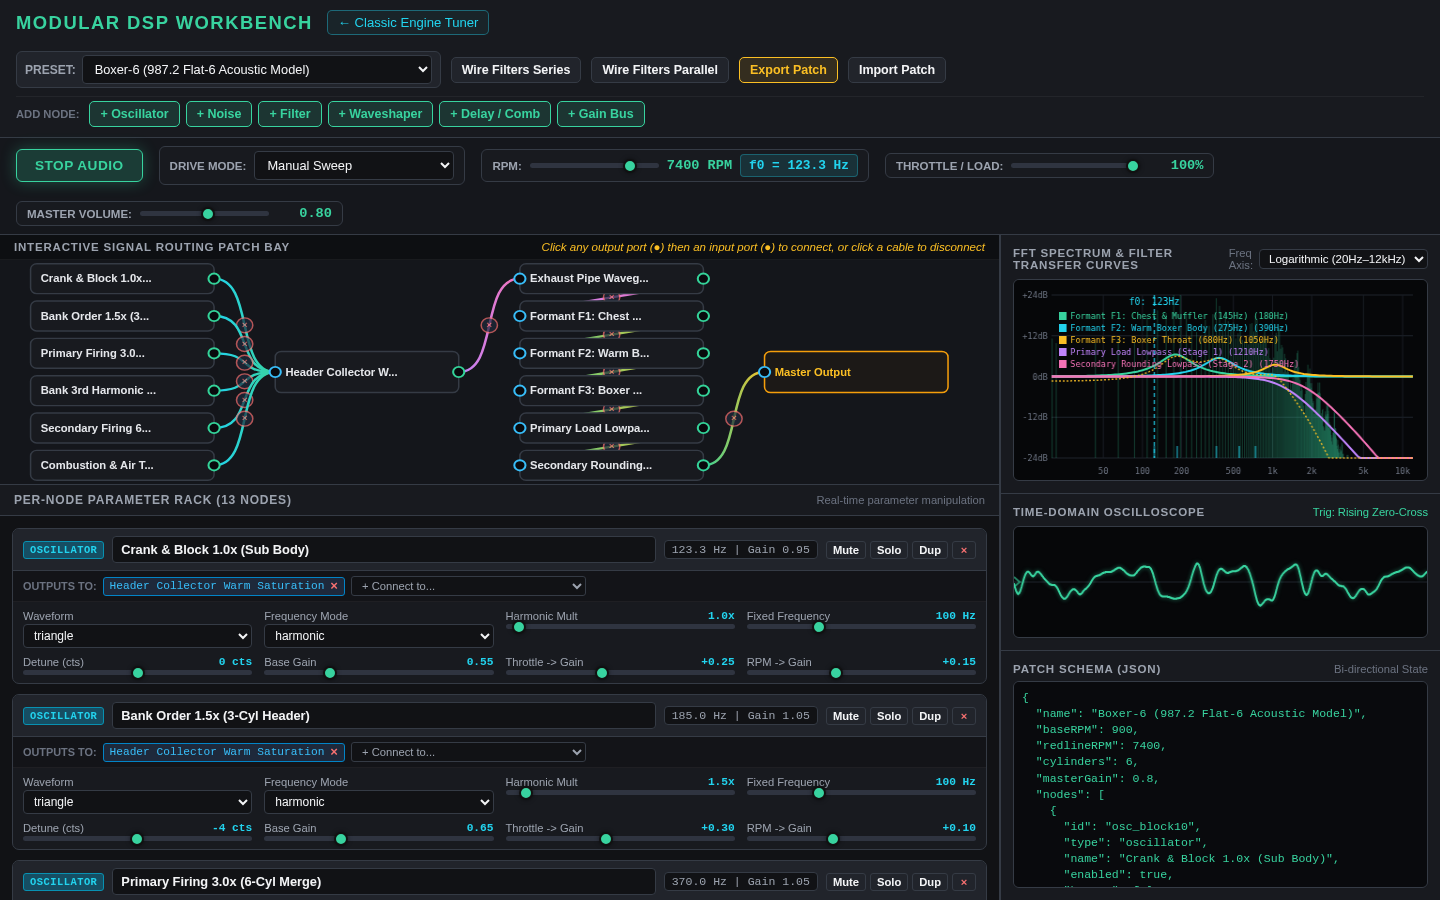 MODULAR DSP WORKBENCH
← Classic Engine Tuner
PRESET: Boxer-6 (987.2 Flat-6 Acoustic Model)
Wire Filters Series
Wire Filters Parallel
Export Patch
Import Patch
ADD NODE:
+ Oscillator
+ Noise
+ Filter
+ Waveshaper
+ Delay / Comb
+ Gain Bus
STOP AUDIO
DRIVE MODE: Manual Sweep
RPM: 7400 RPM f0 = 123.3 Hz
THROTTLE / LOAD: 100%
MASTER VOLUME: 0.80
INTERACTIVE SIGNAL ROUTING PATCH BAY
Click any output port (●) then an input port (●) to connect, or click a cable to disconnect
Crank & Block 1.0x...
Bank Order 1.5x (3...
Primary Firing 3.0...
Bank 3rd Harmonic ...
Secondary Firing 6...
Combustion & Air T...
Header Collector W...
Exhaust Pipe Waveg...
Formant F1: Chest ...
Formant F2: Warm B...
Formant F3: Boxer ...
Primary Load Lowpa...
Secondary Rounding...
Master Output
PER-NODE PARAMETER RACK (13 NODES)
Real-time parameter manipulation
OSCILLATOR
Crank & Block 1.0x (Sub Body)
123.3 Hz | Gain 0.95
Mute
Solo
Dup
×
OUTPUTS TO: Header Collector Warm Saturation × + Connect to...
Waveform
triangle
Frequency Mode
harmonic
Harmonic Mult 1.0x
Fixed Frequency 100 Hz
Detune (cts) 0 cts
Base Gain 0.55
Throttle -> Gain +0.25
RPM -> Gain +0.15
OSCILLATOR
Bank Order 1.5x (3-Cyl Header)
185.0 Hz | Gain 1.05
Mute
Solo
Dup
×
OUTPUTS TO: Header Collector Warm Saturation × + Connect to...
Waveform
triangle
Frequency Mode
harmonic
Harmonic Mult 1.5x
Fixed Frequency 100 Hz
Detune (cts) -4 cts
Base Gain 0.65
Throttle -> Gain +0.30
RPM -> Gain +0.10
OSCILLATOR
Primary Firing 3.0x (6-Cyl Merge)
370.0 Hz | Gain 1.05
Mute
Solo
Dup
×
FFT SPECTRUM & FILTER
TRANSFER CURVES
Freq
Axis:
Logarithmic (20Hz–12kHz)
f0: 123Hz
Formant F1: Chest & Muffler (145Hz) (180Hz)
Formant F2: Warm Boxer Body (275Hz) (390Hz)
Formant F3: Boxer Throat (680Hz) (1050Hz)
Primary Load Lowpass (Stage 1) (1210Hz)
Secondary Rounding Lowpass (Stage 2) (1750Hz)
+24dB
+12dB
0dB
-12dB
-24dB
50 100 200 500 1k 2k 5k 10k
TIME-DOMAIN OSCILLOSCOPE
Trig: Rising Zero-Cross
PATCH SCHEMA (JSON)
Bi-directional State
{
"name": "Boxer-6 (987.2 Flat-6 Acoustic Model)",
"baseRPM": 900,
"redlineRPM": 7400,
"cylinders": 6,
"masterGain": 0.8,
"nodes": [
{
"id": "osc_block10",
"type": "oscillator",
"name": "Crank & Block 1.0x (Sub Body)",
"enabled": true,